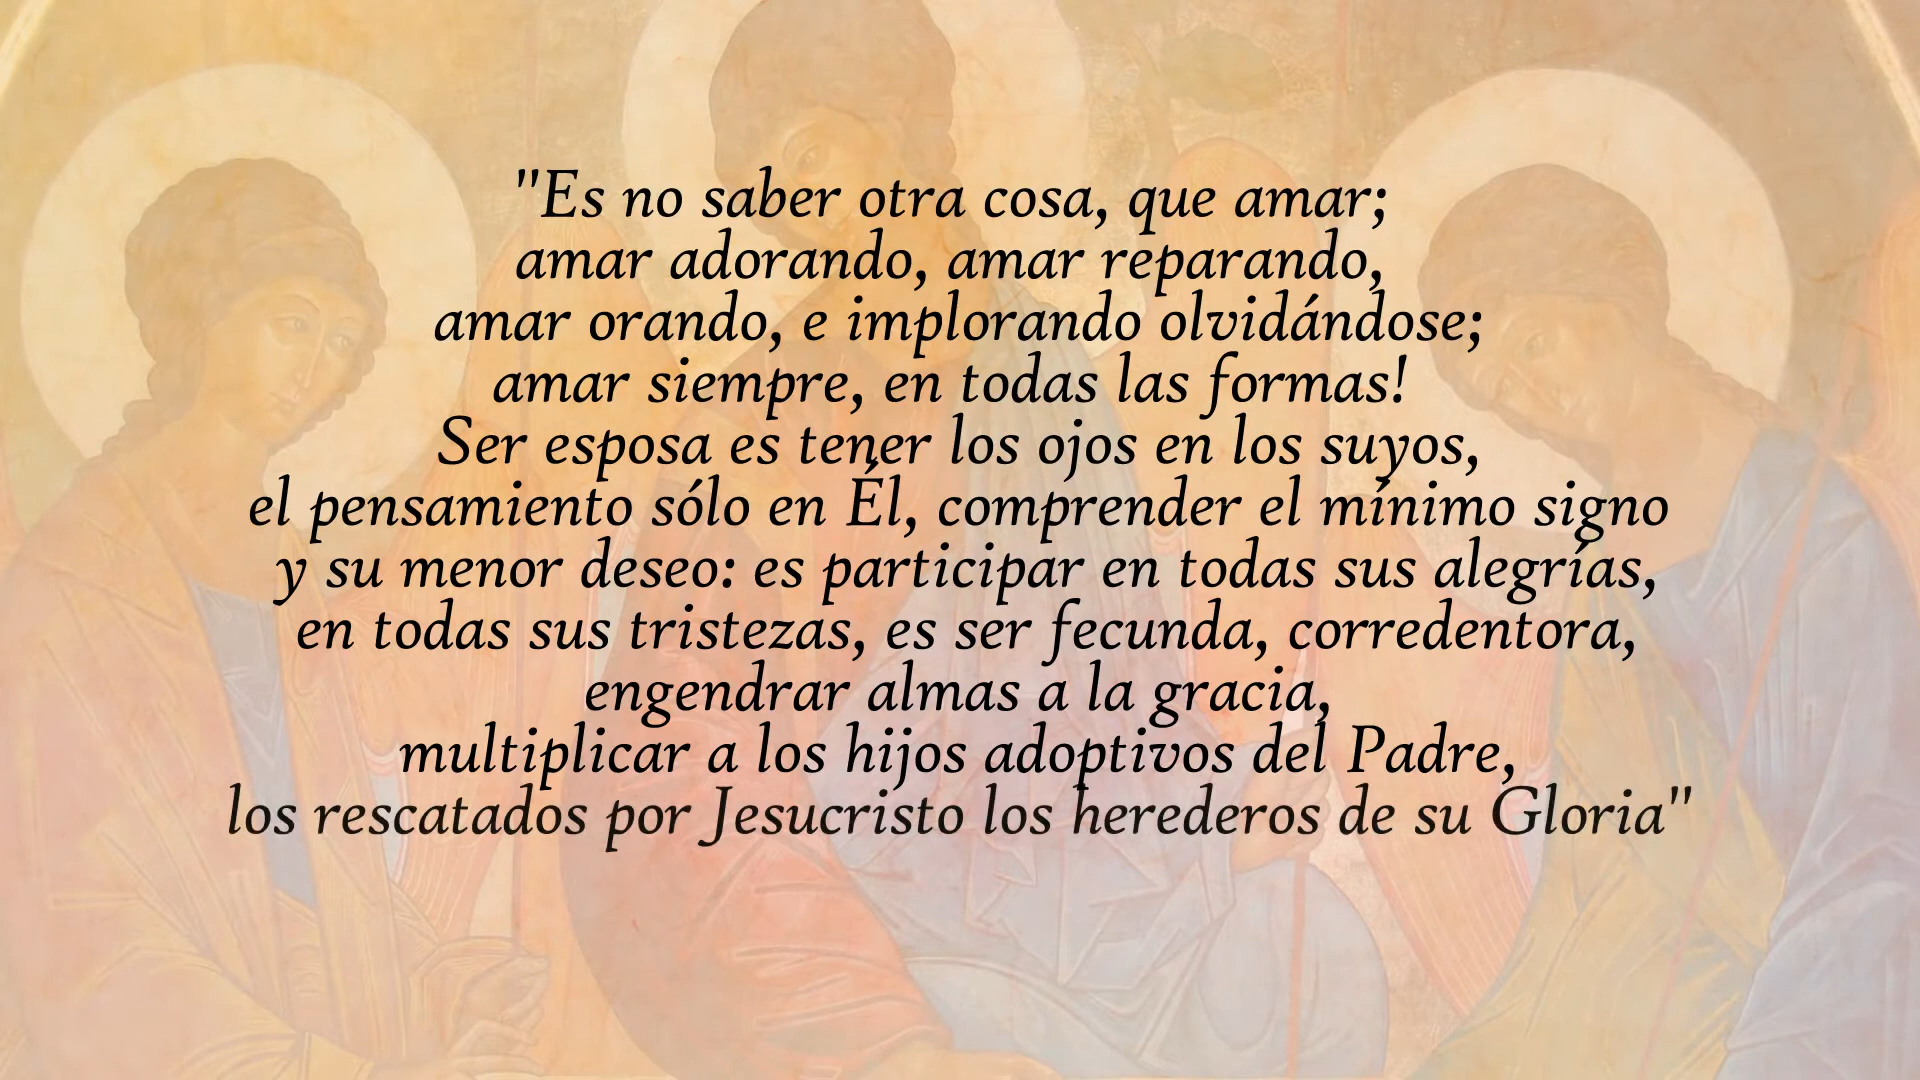 "Es no saber otra cosa, que amar;
amar adorando, amar reparando,
amar orando, e implorando olvidándose;
amar siempre, en todas las formas!
Ser esposa es tener los ojos en los suyos,
el pensamiento sólo en Él, comprender el mínimo signo
y su menor deseo: es participar en todas sus alegrías,
en todas sus tristezas, es ser fecunda, corredentora,
engendrar almas a la gracia,
multiplicar a los hijos adoptivos del Padre,
los rescatados por Jesucristo los herederos de su Gloria"